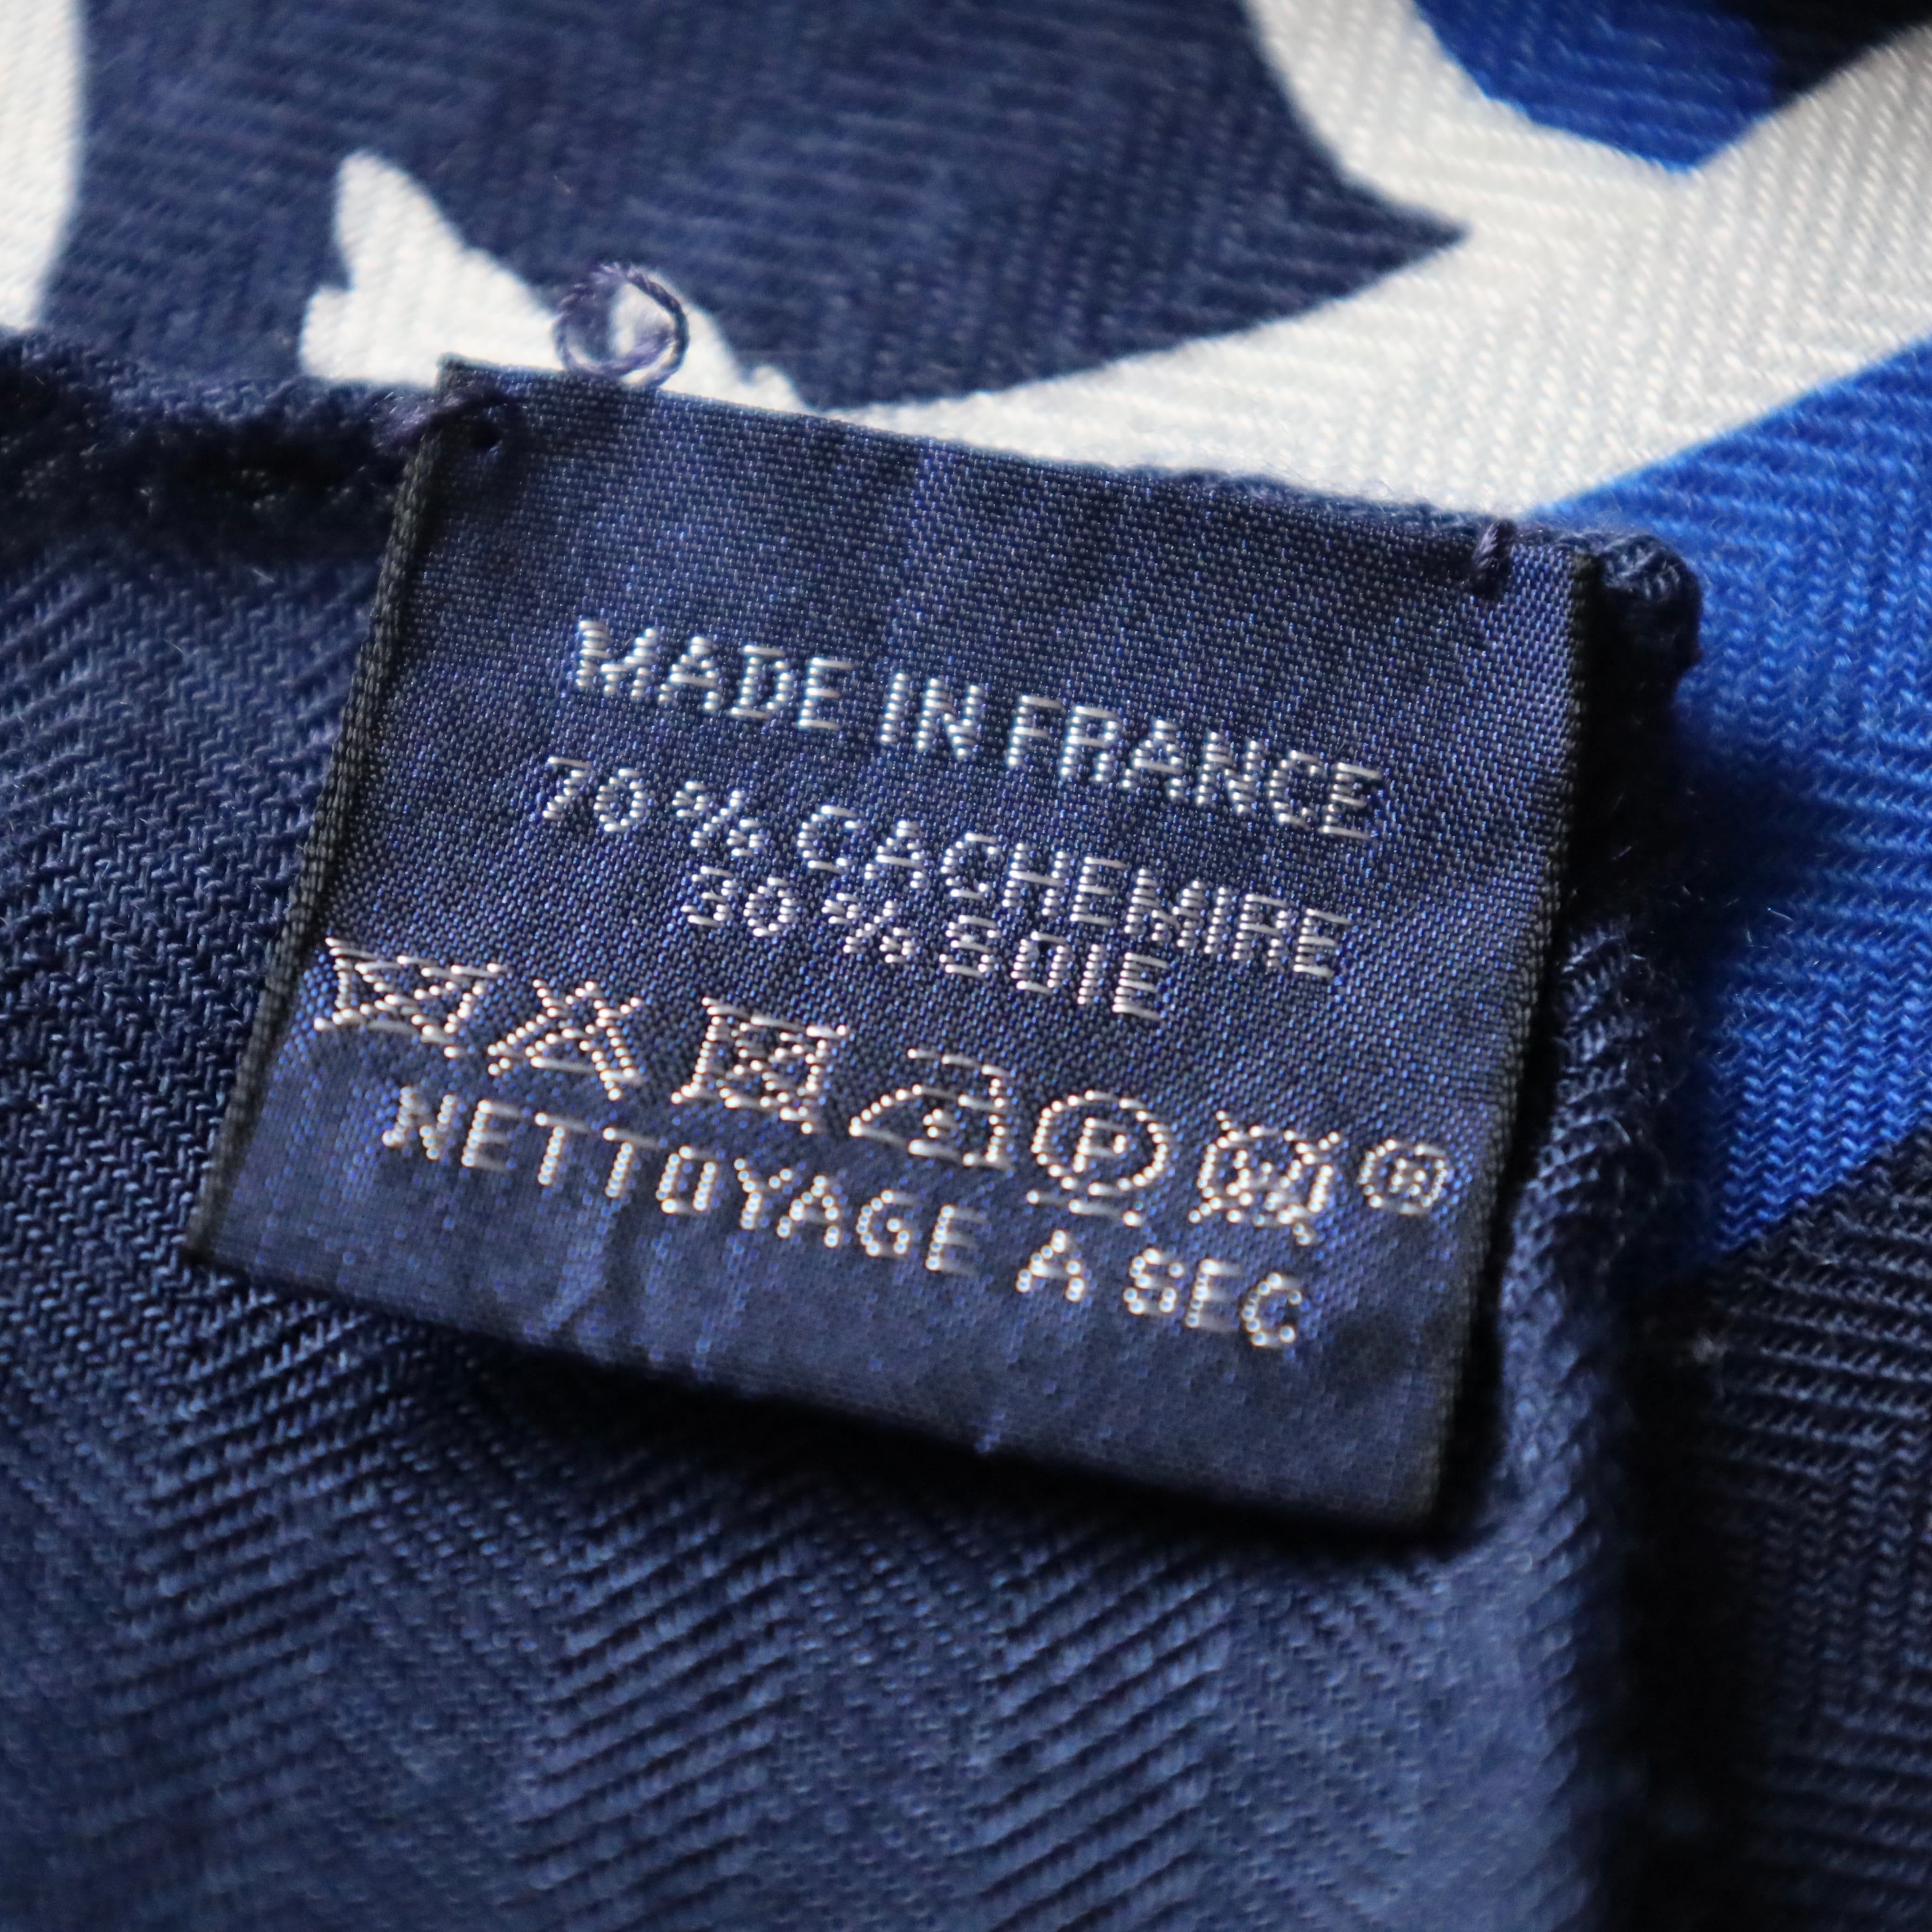 MADE IN FRANCE
70 % CACHEMIRE
30 % SOIE
P W ®
NETTOYAGE A SEC